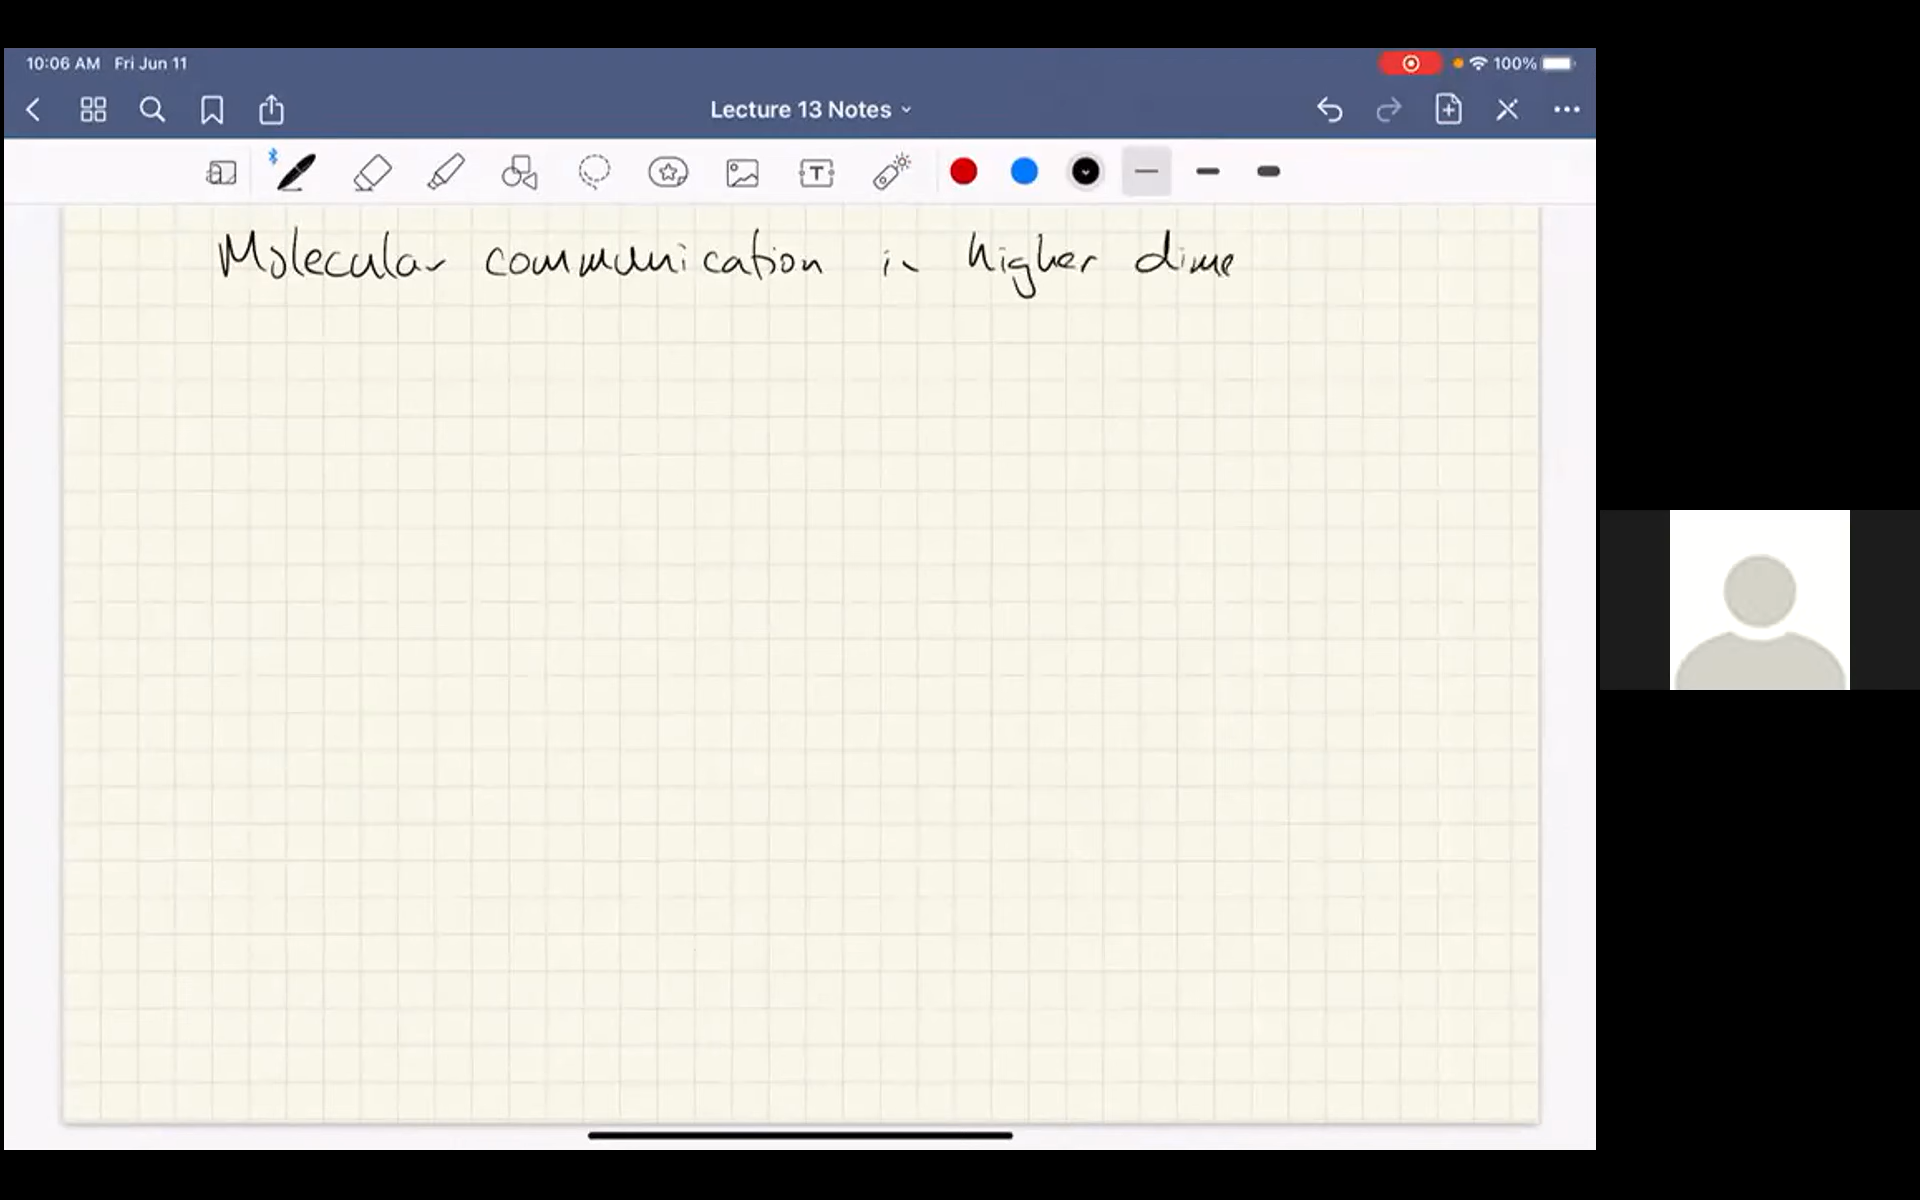 10:06 AM Fri Jun 11
100%
Lecture 13 Notes
Molecular communication in higher dime